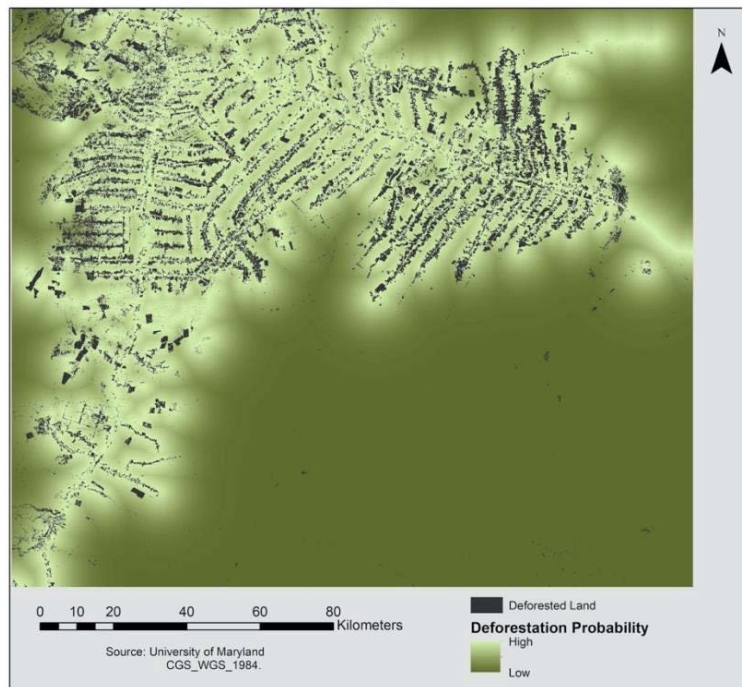 N
0 10 20 40 60 80
Kilometers
Source: University of Maryland
CGS_WGS_1984.
Deforested Land
Deforestation Probability
High
Low